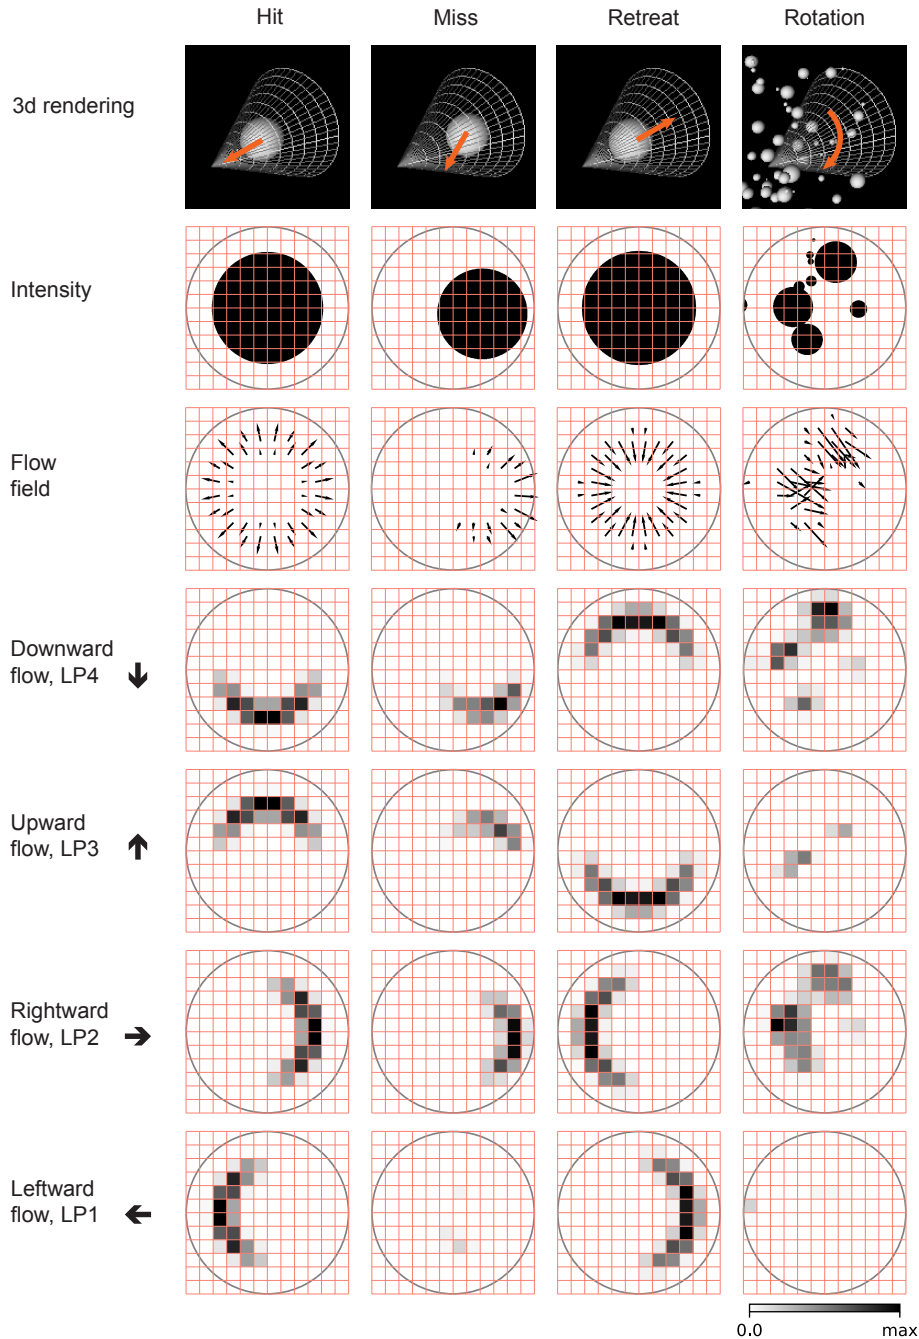 Hit Miss Retreat Rotation
3d rendering
Intensity
Flow
field
Downward
flow, LP4 ↓
Upward
flow, LP3 ↑
Rightward
flow, LP2 →
Leftward
flow, LP1 ←
0.0 max